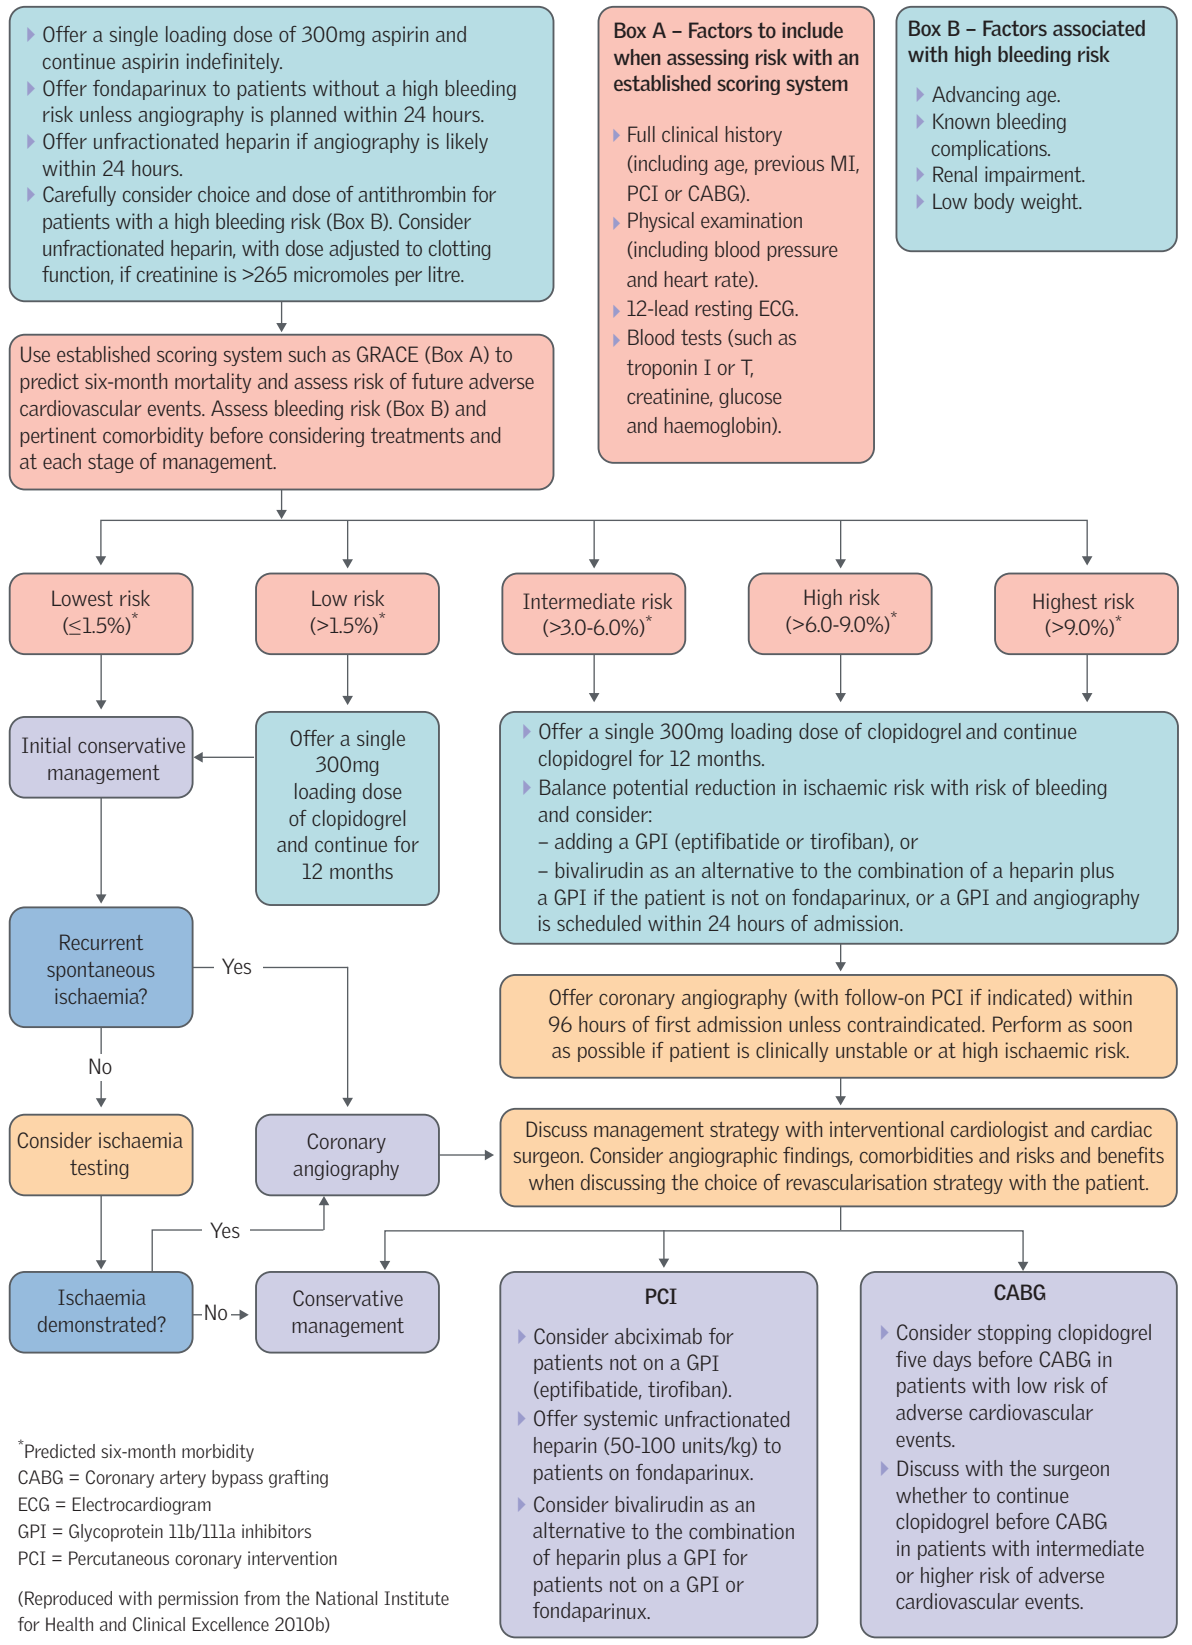 Offer a single loading dose of 300mg aspirin and
continue aspirin indefinitely.
Offer fondaparinux to patients without a high bleeding
risk unless angiography is planned within 24 hours.
Offer unfractionated heparin if angiography is likely
within 24 hours.
Carefully consider choice and dose of antithrombin for
patients with a high bleeding risk (Box B). Consider
unfractionated heparin, with dose adjusted to clotting
function, if creatinine is >265 micromoles per litre.
Box A – Factors to include
when assessing risk with an
established scoring system
Full clinical history
(including age, previous MI,
PCI or CABG).
Physical examination
(including blood pressure
and heart rate).
12-lead resting ECG.
Blood tests (such as
troponin I or T,
creatinine, glucose
and haemoglobin).
Box B – Factors associated
with high bleeding risk
Advancing age.
Known bleeding
complications.
Renal impairment.
Low body weight.
Use established scoring system such as GRACE (Box A) to
predict six-month mortality and assess risk of future adverse
cardiovascular events. Assess bleeding risk (Box B) and
pertinent comorbidity before considering treatments and
at each stage of management.
Lowest risk
(≤1.5%)*
Low risk
(>1.5%)*
Intermediate risk
(>3.0-6.0%)*
High risk
(>6.0-9.0%)*
Highest risk
(>9.0%)*
Initial conservative
management
Offer a single
300mg
loading dose
of clopidogrel
and continue for
12 months
Offer a single 300mg loading dose of clopidogrel and continue
clopidogrel for 12 months.
Balance potential reduction in ischaemic risk with risk of bleeding
and consider:
– adding a GPI (eptifibatide or tirofiban), or
– bivalirudin as an alternative to the combination of a heparin plus
a GPI if the patient is not on fondaparinux, or a GPI and angiography
is scheduled within 24 hours of admission.
Recurrent
spontaneous
ischaemia?
Yes
No
Offer coronary angiography (with follow-on PCI if indicated) within
96 hours of first admission unless contraindicated. Perform as soon
as possible if patient is clinically unstable or at high ischaemic risk.
Consider ischaemia
testing
Coronary
angiography
Discuss management strategy with interventional cardiologist and cardiac
surgeon. Consider angiographic findings, comorbidities and risks and benefits
when discussing the choice of revascularisation strategy with the patient.
Yes
Ischaemia
demonstrated?
No
Conservative
management
PCI
Consider abciximab for
patients not on a GPI
(eptifibatide, tirofiban).
Offer systemic unfractionated
heparin (50-100 units/kg) to
patients on fondaparinux.
Consider bivalirudin as an
alternative to the combination
of heparin plus a GPI for
patients not on a GPI or
fondaparinux.
CABG
Consider stopping clopidogrel
five days before CABG in
patients with low risk of
adverse cardiovascular
events.
Discuss with the surgeon
whether to continue
clopidogrel before CABG
in patients with intermediate
or higher risk of adverse
cardiovascular events.
*Predicted six-month morbidity
CABG = Coronary artery bypass grafting
ECG = Electrocardiogram
GPI = Glycoprotein 11b/111a inhibitors
PCI = Percutaneous coronary intervention
(Reproduced with permission from the National Institute
for Health and Clinical Excellence 2010b)